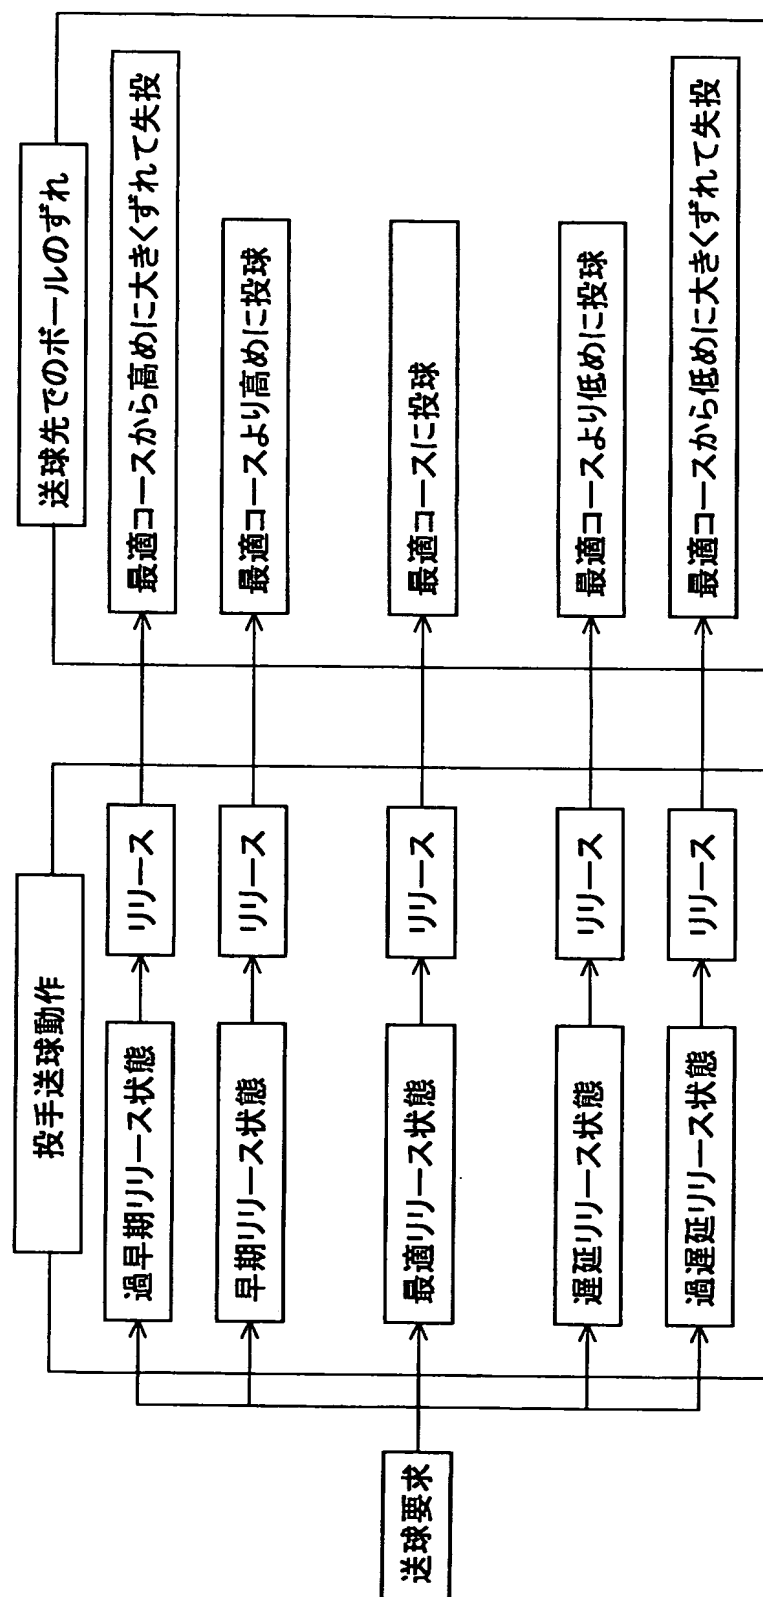 送球要求
投手送球動作
過早期リリース状態
リリース
早期リリース状態
リリース
最適リリース状態
リリース
遅延リリース状態
リリース
過遅延リリース状態
リリース
送球先でのボールのずれ
最適コースから高めに大きくずれて失投
最適コースより高めに投球
最適コースに投球
最適コースより低めに投球
最適コースから低めに大きくずれて失投